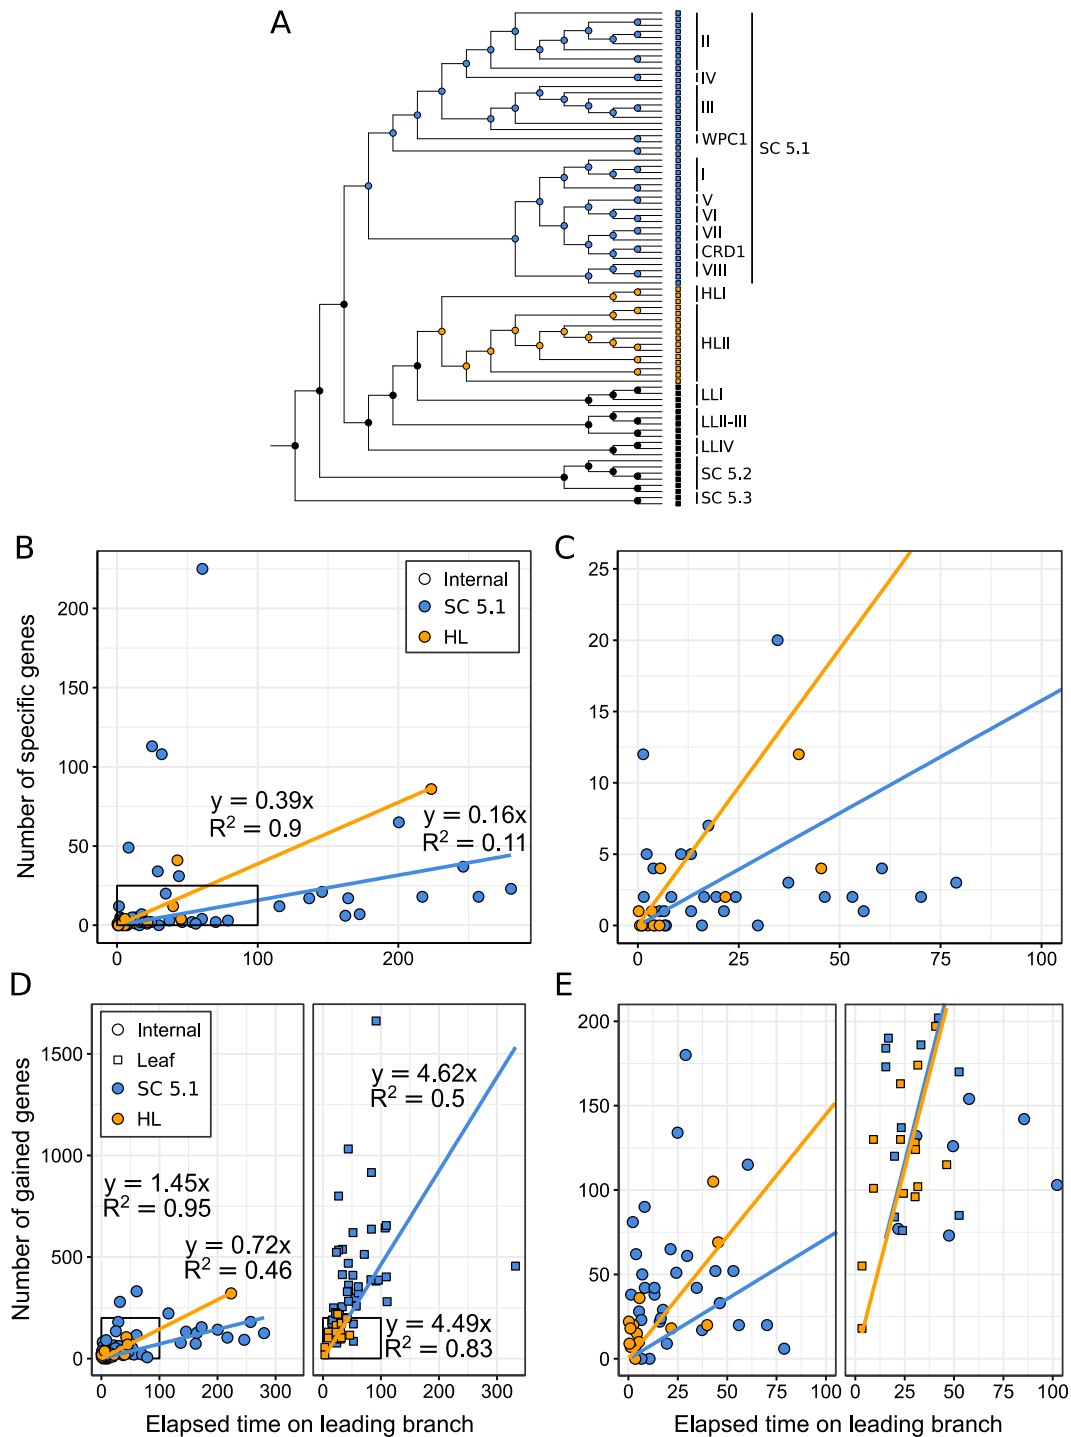 A
II
IV
III
WPC1
SC 5.1
I
V
VI
VII
CRD1
VIII
HLI
HLII
LLI
LLII-III
LLIV
SC 5.2
SC 5.3
B
Number of specific genes
200
150
100
50
0
0
100
200
Internal
SC 5.1
HL
y = 0.39x
R² = 0.9
y = 0.16x
R² = 0.11
C
25
20
15
10
5
0
0
25
50
75
100
D
Number of gained genes
1500
1000
500
0
Internal
Leaf
SC 5.1
HL
y = 1.45x
R² = 0.95
y = 0.72x
R² = 0.46
y = 4.62x
R² = 0.5
y = 4.49x
R² = 0.83
0
100
200
300
0
100
200
300
Elapsed time on leading branch
E
200
150
100
50
0
0
25
50
75
100
0
25
50
75
100
Elapsed time on leading branch